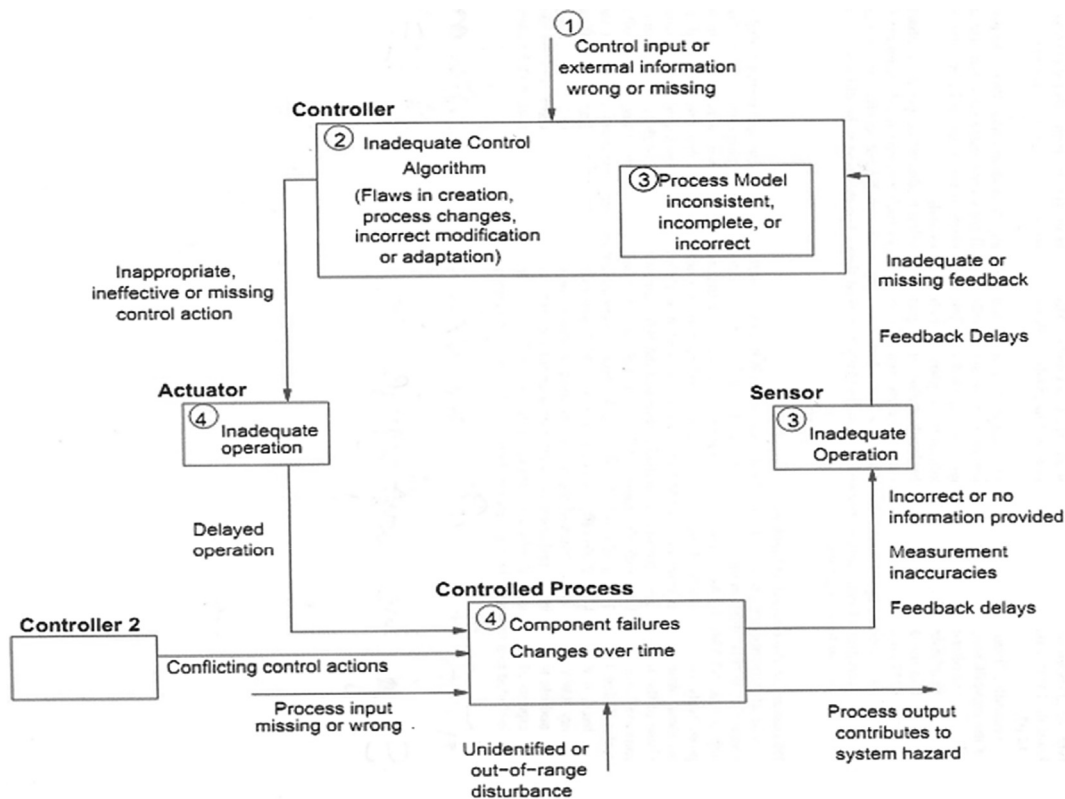 1
Control input or
extermal information
wrong or missing
Controller
2
Inadequate Control
Algorithm
(Flaws in creation,
process changes,
incorrect modification
or adaptation)
3
Process Model
inconsistent,
incomplete, or
incorrect
Inappropriate,
ineffective or missing
control action
Inadequate or
missing feedback
Feedback Delays
Actuator
4
Inadequate
operation
Sensor
3
Inadequate
Operation
Delayed
operation
Incorrect or no
information provided
Measurement
inaccuracies
Feedback delays
Controlled Process
4
Component failures
Changes over time
Controller 2
Conflicting control actions
Process input
missing or wrong
Unidentified or
out-of-range
disturbance
Process output
contributes to
system hazard